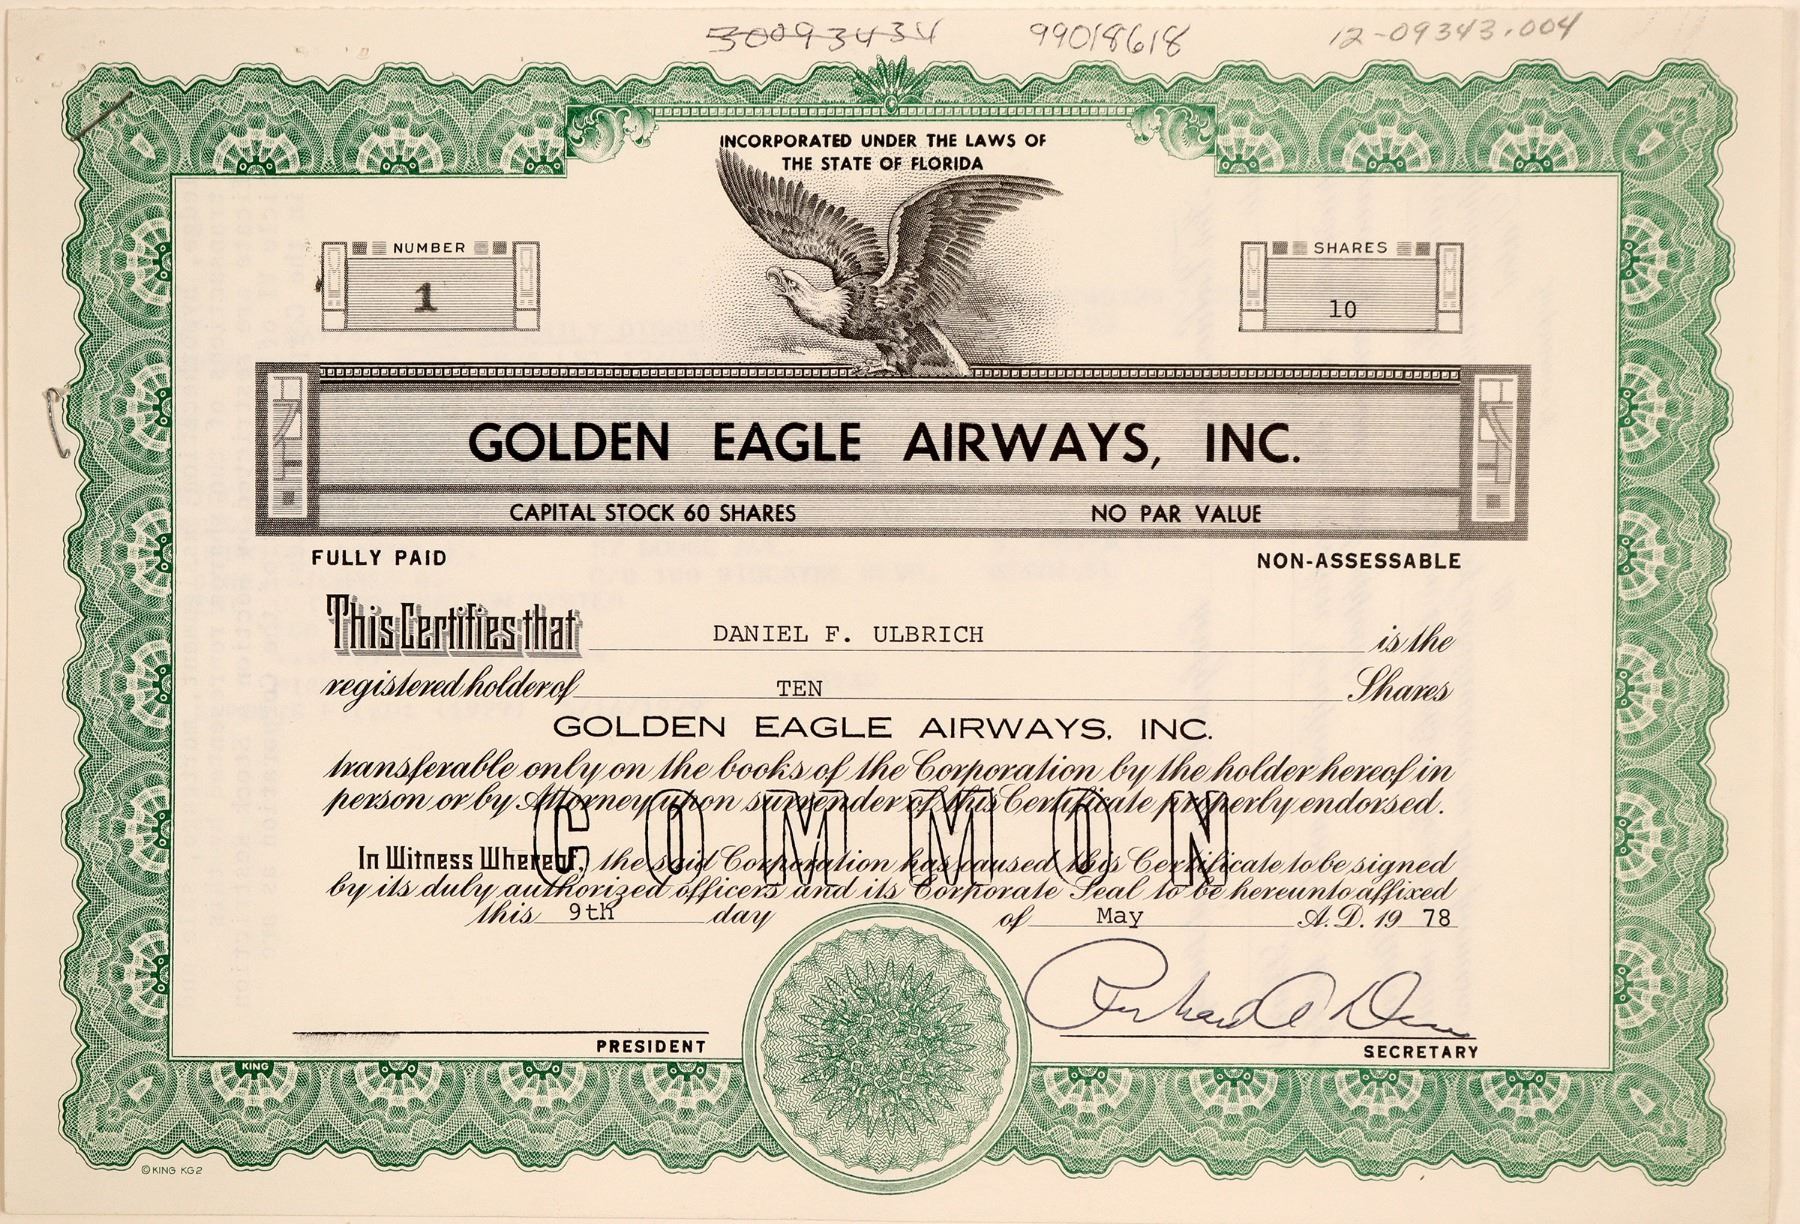 30093434 99018618 12-09343.004
INCORPORATED UNDER THE LAWS OF
THE STATE OF FLORIDA
NUMBER SHARES
1 10
GOLDEN EAGLE AIRWAYS, INC.
CAPITAL STOCK 60 SHARES NO PAR VALUE
FULLY PAID NON-ASSESSABLE
This Certifies that DANIEL F. ULBRICH is the
registered holder of TEN Shares
GOLDEN EAGLE AIRWAYS, INC.
transferable only on the books of the Corporation by the holder hereof in
person or by Attorney upon surrender of this Certificate properly endorsed.
COMMON
In Witness Whereof, the said Corporation has caused this Certificate to be signed
by its duly authorized officers and its Corporate Seal to be hereunto affixed
this 9th day of May A.D. 19 78
PRESIDENT SECRETARY
KING
© KING KG2